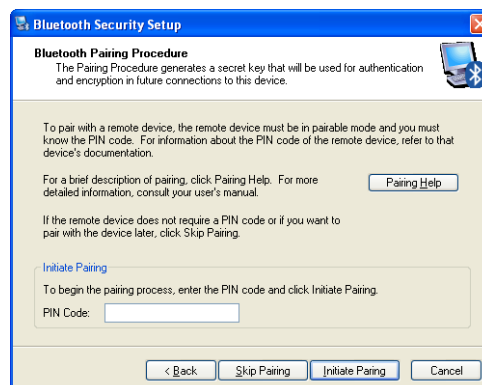 Bluetooth Security Setup
Bluetooth Pairing Procedure
The Pairing Procedure generates a secret key that will be used for authentication
and encryption in future connections to this device.
To pair with a remote device, the remote device must be in pairable mode and you must
know the PIN code. For information about the PIN code of the remote device, refer to that
device's documentation.
For a brief description of pairing, click Pairing Help. For more
detailed information, consult your user's manual.
Pairing Help
If the remote device does not require a PIN code or if you want to
pair with the device later, click Skip Pairing.
Initiate Pairing
To begin the pairing process, enter the PIN code and click Initiate Pairing.
PIN Code:
< Back Skip Pairing Initiate Paring Cancel